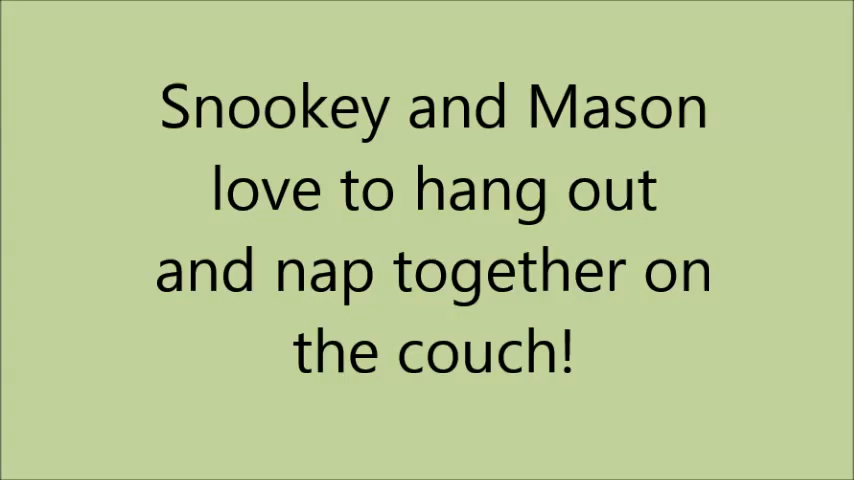 Snookey and Mason
love to hang out
and nap together on
the couch!